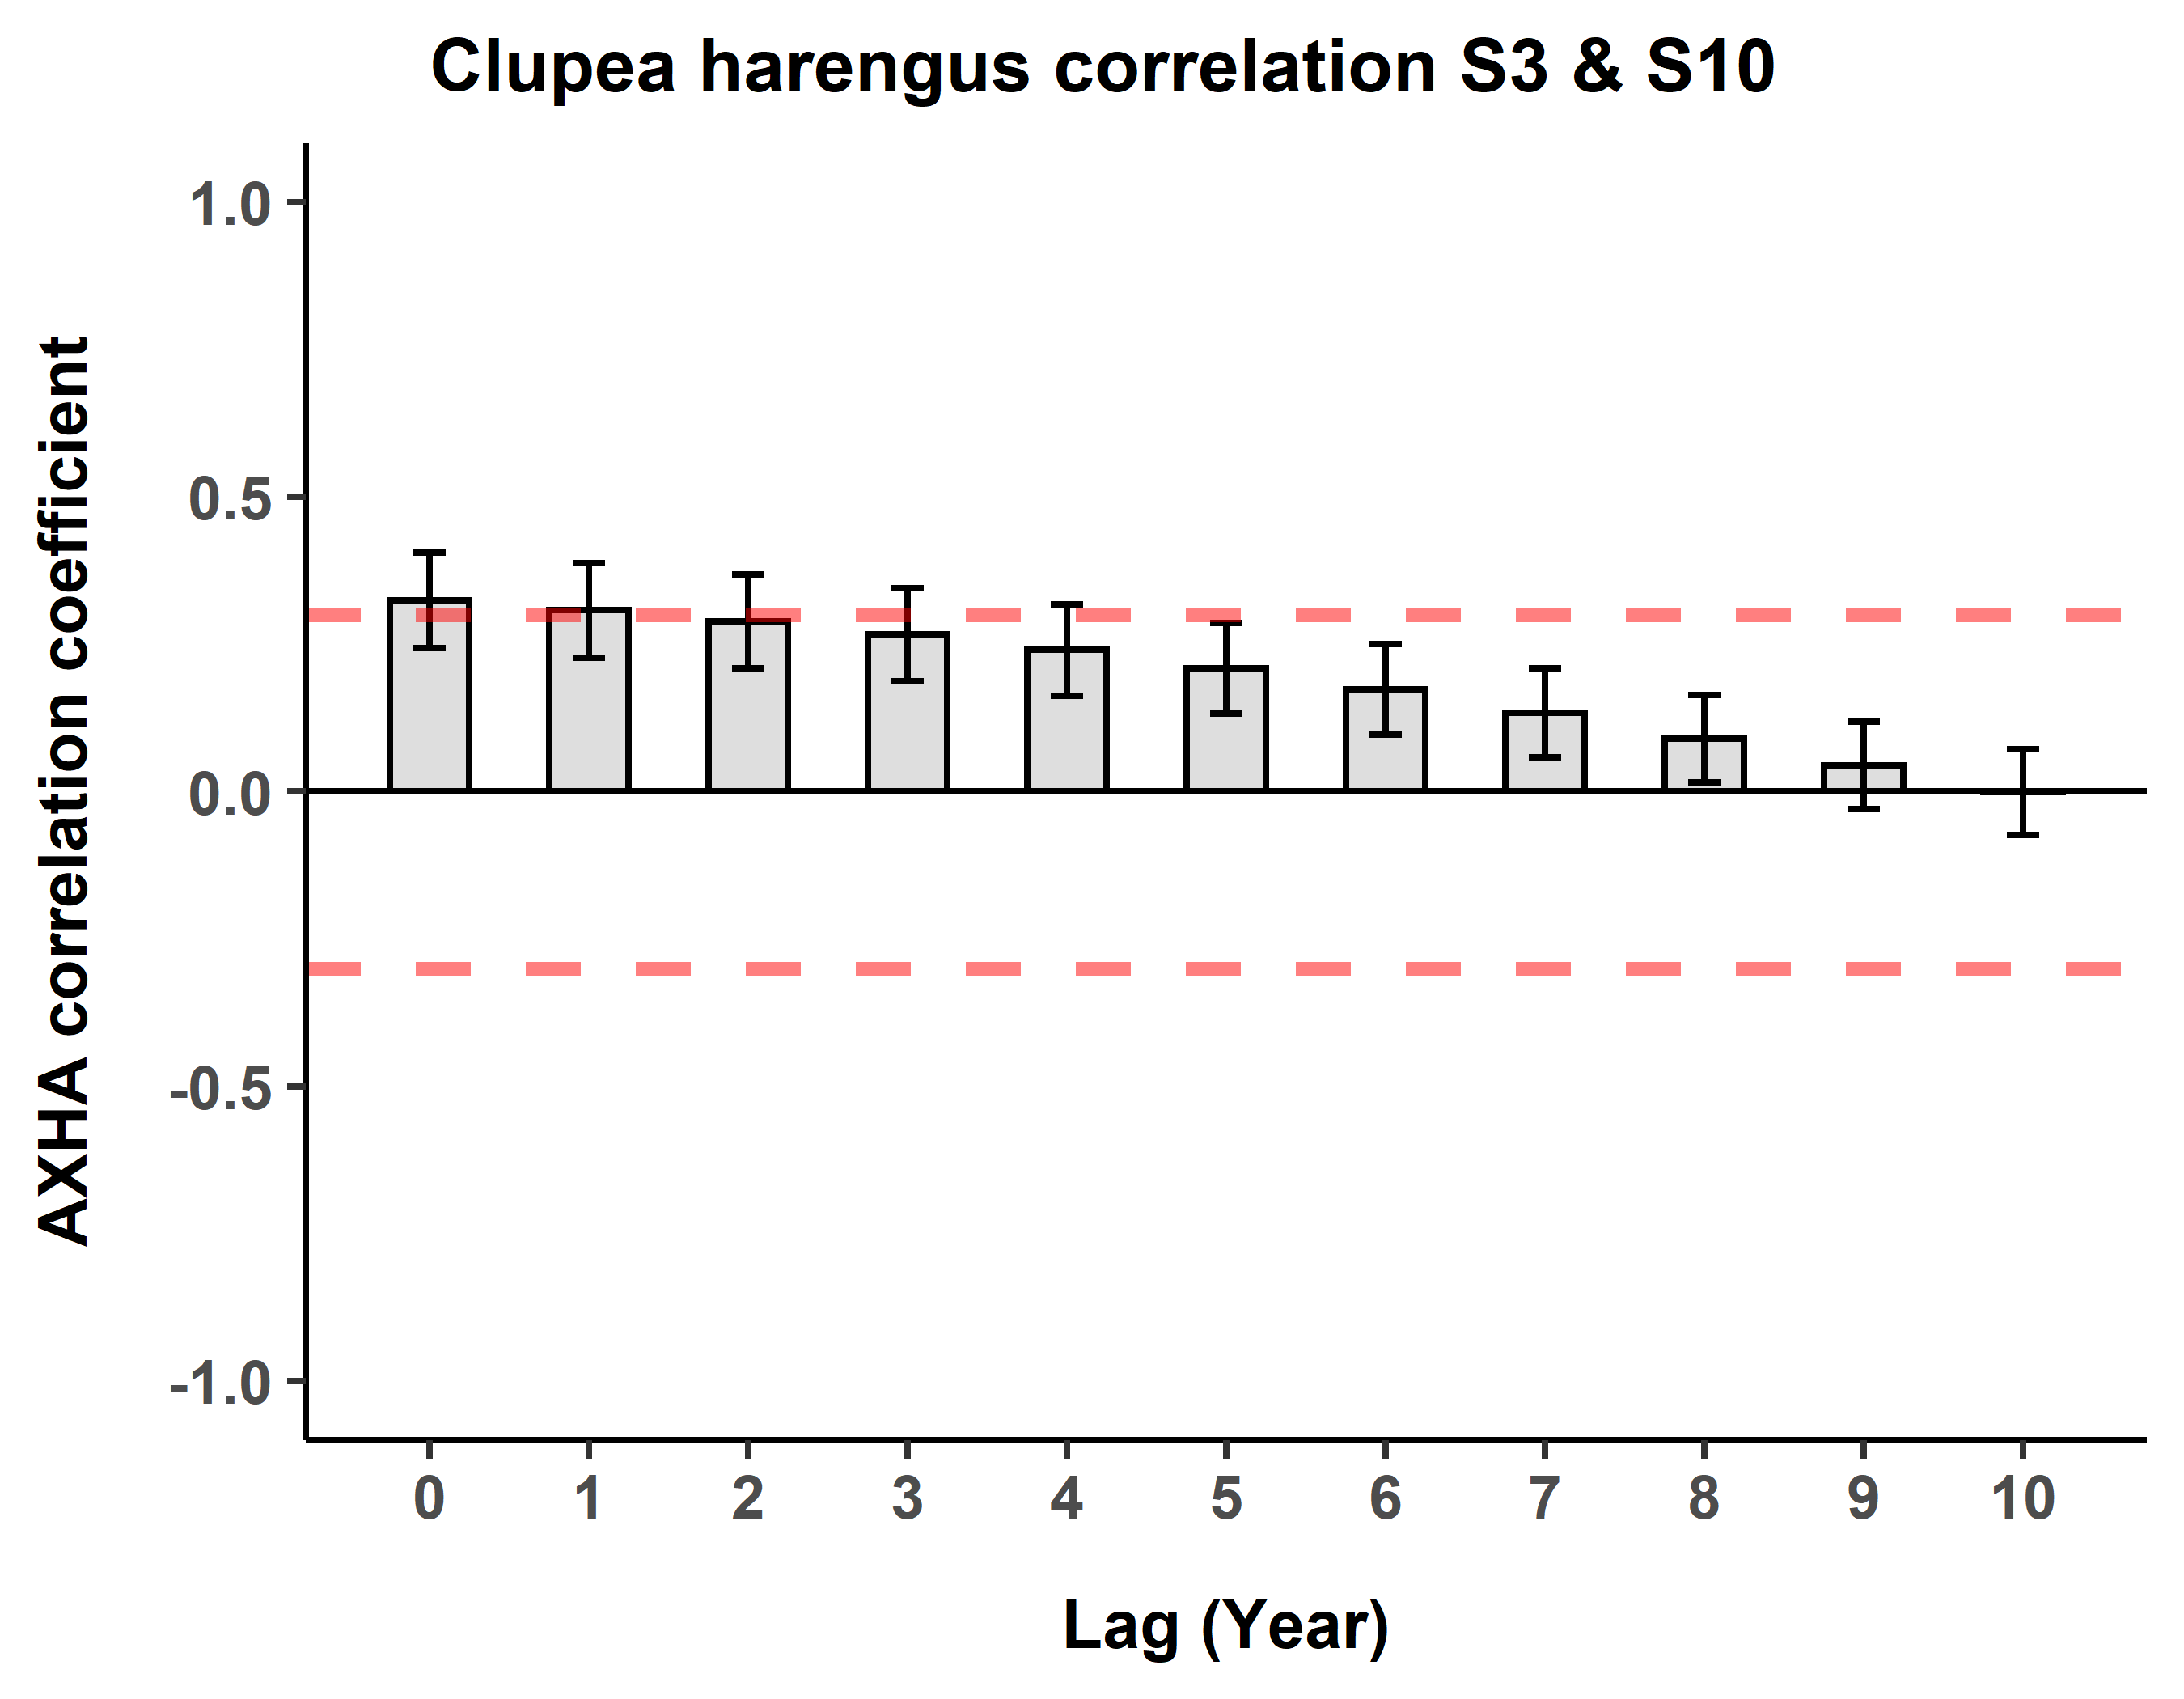 Clupea harengus correlation S3 & S10
AXHA correlation coefficient
1.0
0.5
0.0
-0.5
-1.0
0 1 2 3 4 5 6 7 8 9 10
Lag (Year)